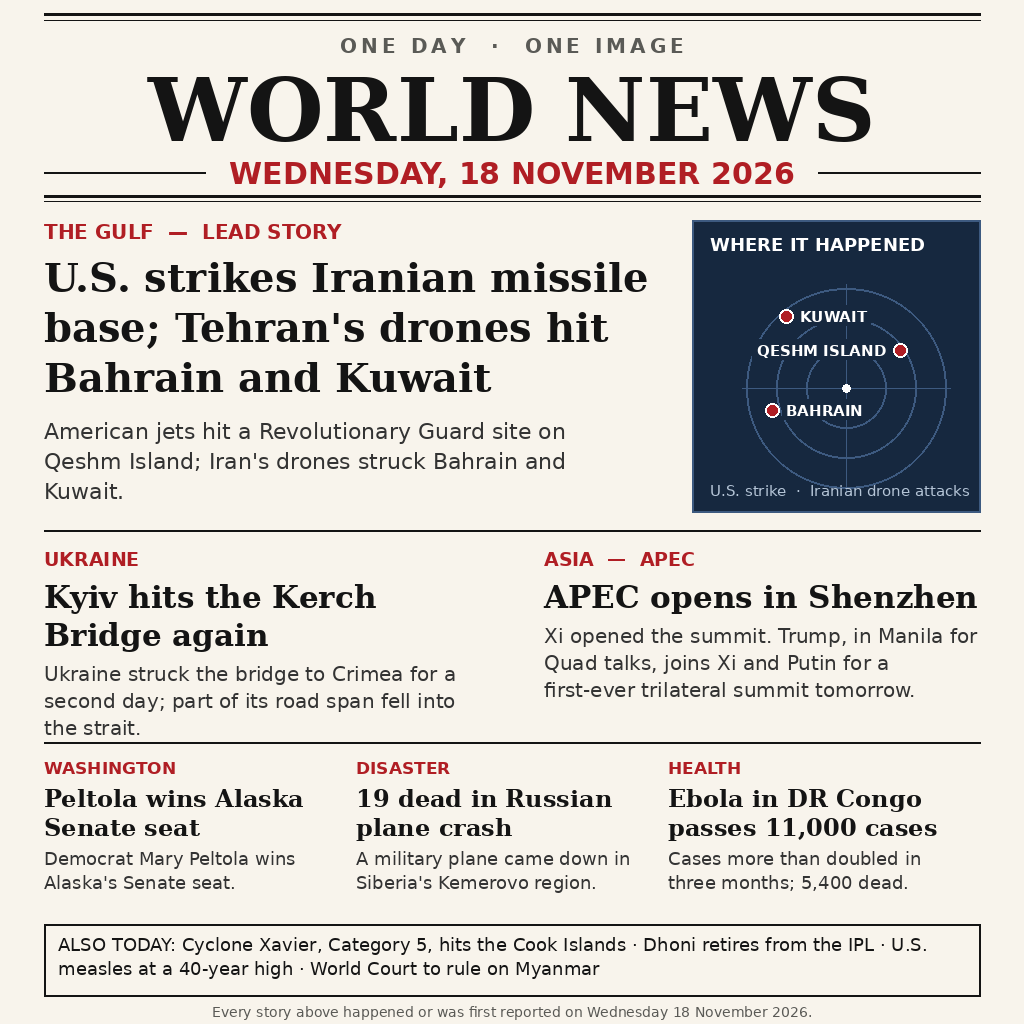 ONE DAY · ONE IMAGE
WORLD NEWS
WEDNESDAY, 18 NOVEMBER 2026
THE GULF — LEAD STORY
U.S. strikes Iranian missile
base; Tehran's drones hit
Bahrain and Kuwait
American jets hit a Revolutionary Guard site on
Qeshm Island; Iran's drones struck Bahrain and
Kuwait.
WHERE IT HAPPENED
KUWAIT
QESHM ISLAND
BAHRAIN
U.S. strike · Iranian drone attacks
UKRAINE
Kyiv hits the Kerch
Bridge again
Ukraine struck the bridge to Crimea for a
second day; part of its road span fell into
the strait.
ASIA — APEC
APEC opens in Shenzhen
Xi opened the summit. Trump, in Manila for
Quad talks, joins Xi and Putin for a
first-ever trilateral summit tomorrow.
WASHINGTON
Peltola wins Alaska
Senate seat
Democrat Mary Peltola wins
Alaska's Senate seat.
DISASTER
19 dead in Russian
plane crash
A military plane came down in
Siberia's Kemerovo region.
HEALTH
Ebola in DR Congo
passes 11,000 cases
Cases more than doubled in
three months; 5,400 dead.
ALSO TODAY: Cyclone Xavier, Category 5, hits the Cook Islands · Dhoni retires from the IPL · U.S.
measles at a 40-year high · World Court to rule on Myanmar
Every story above happened or was first reported on Wednesday 18 November 2026.